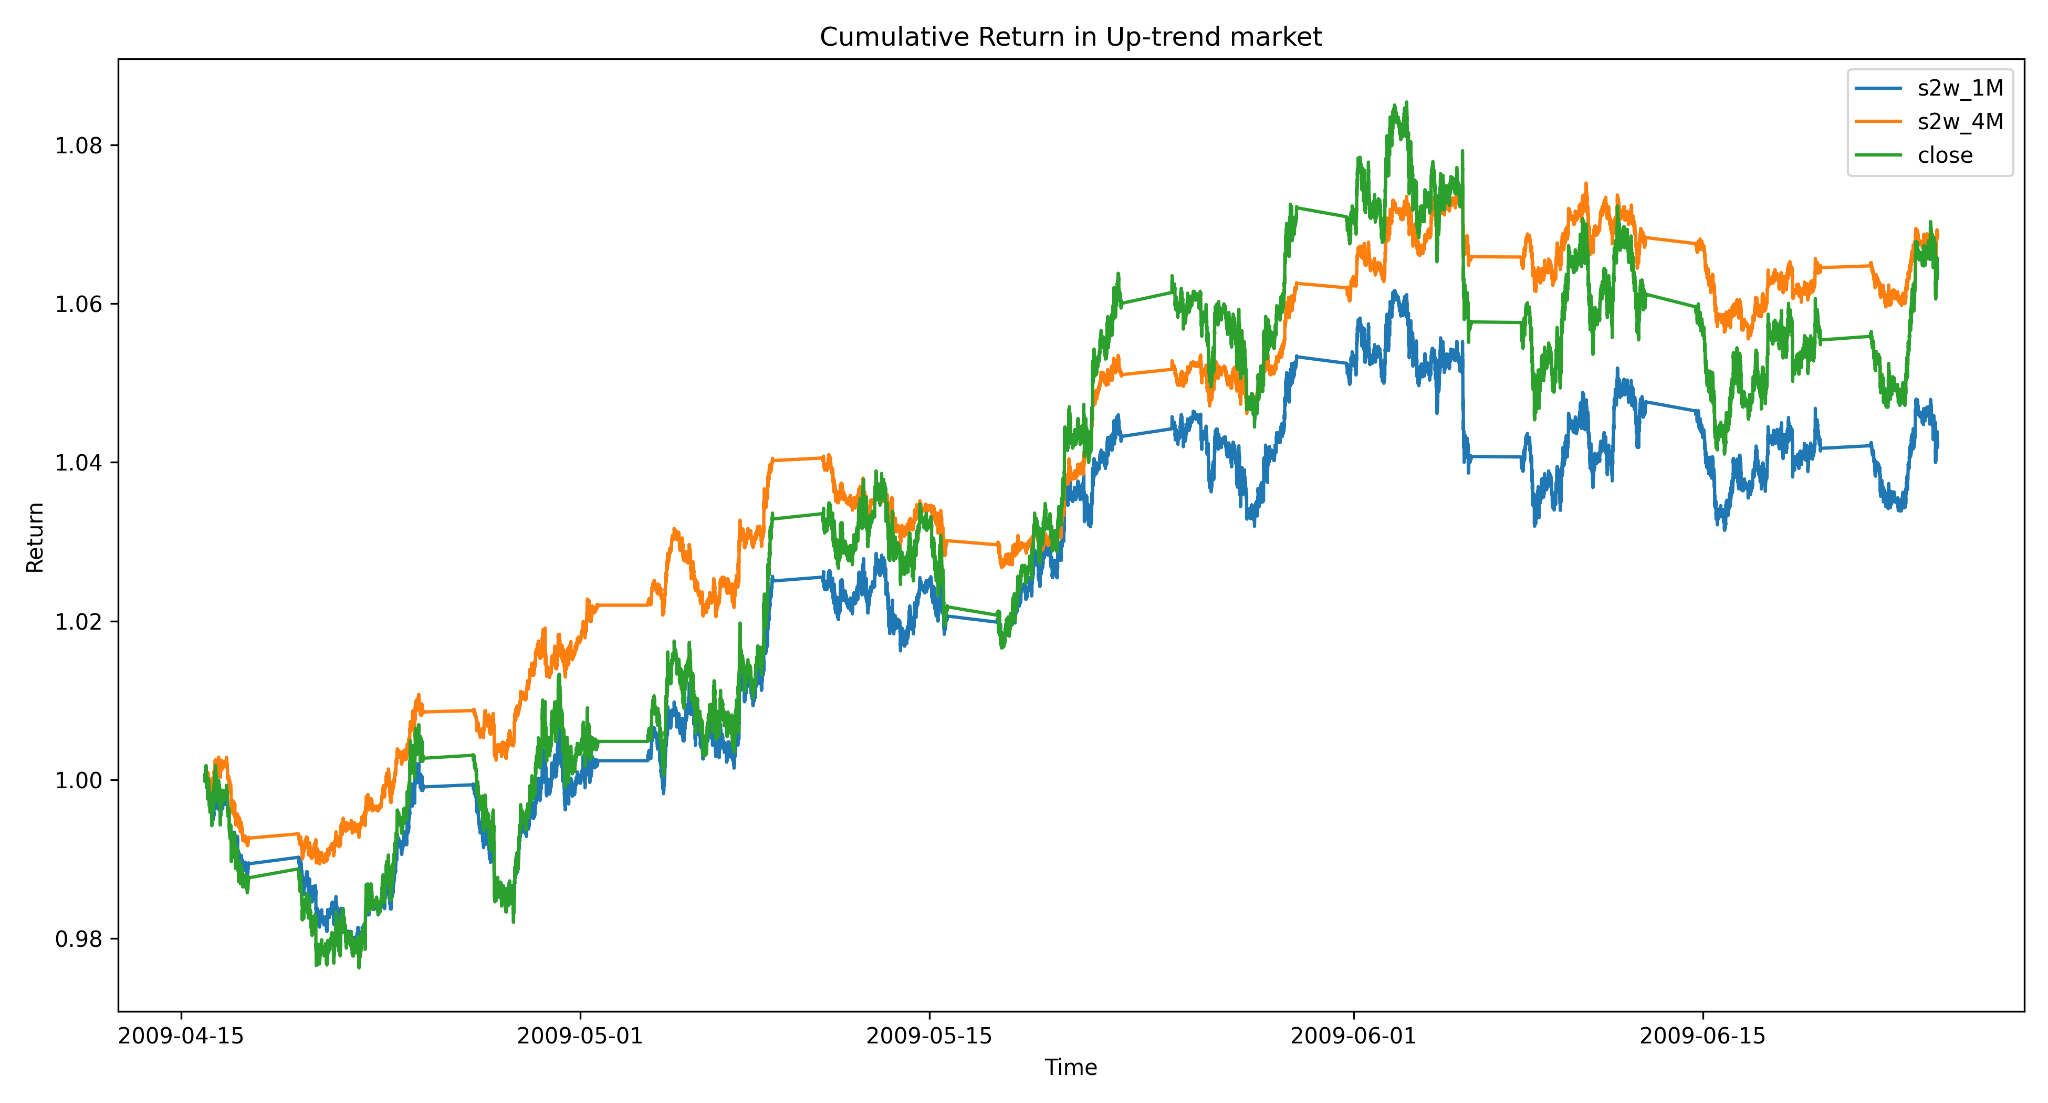 Cumulative Return in Up-trend market
s2w_1M
s2w_4M
close
1.08
1.06
1.04
1.02
1.00
0.98
Return
2009-04-15
2009-05-01
2009-05-15
2009-06-01
2009-06-15
Time